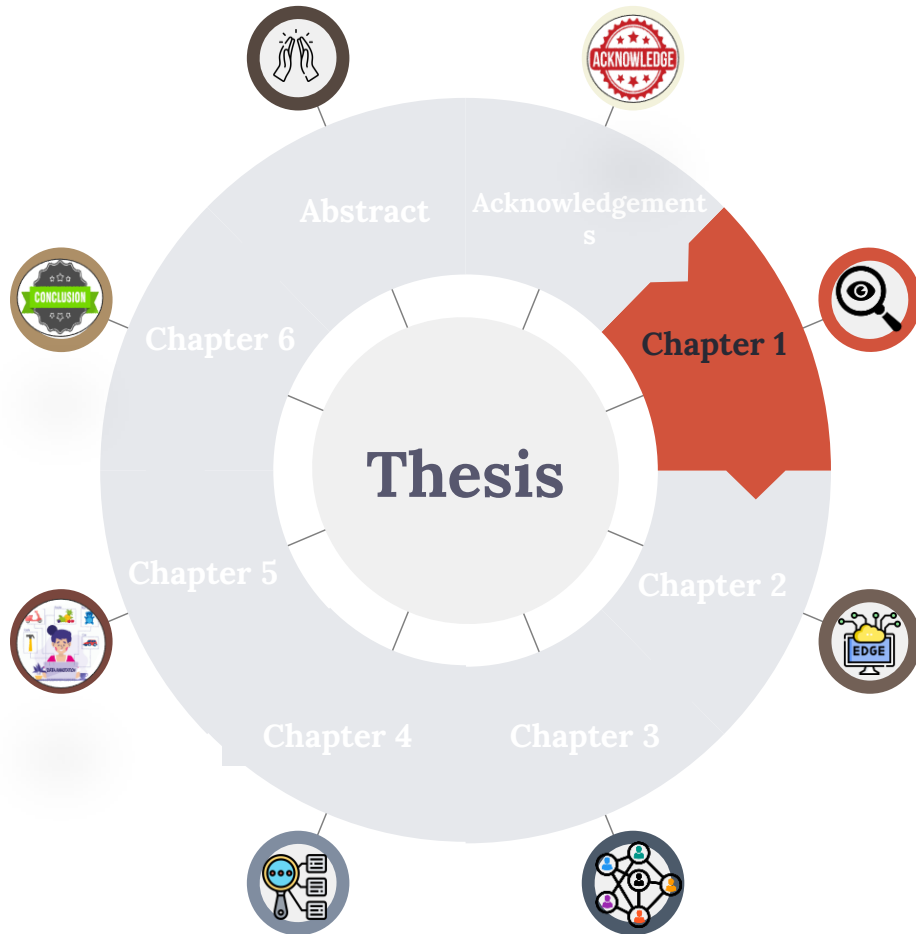 ACKNOWLEDGE
Abstract
Acknowledgement
s
CONCLUSION
Chapter 6
Chapter 1
Thesis
Chapter 5
Chapter 2
EDGE
Chapter 4
Chapter 3